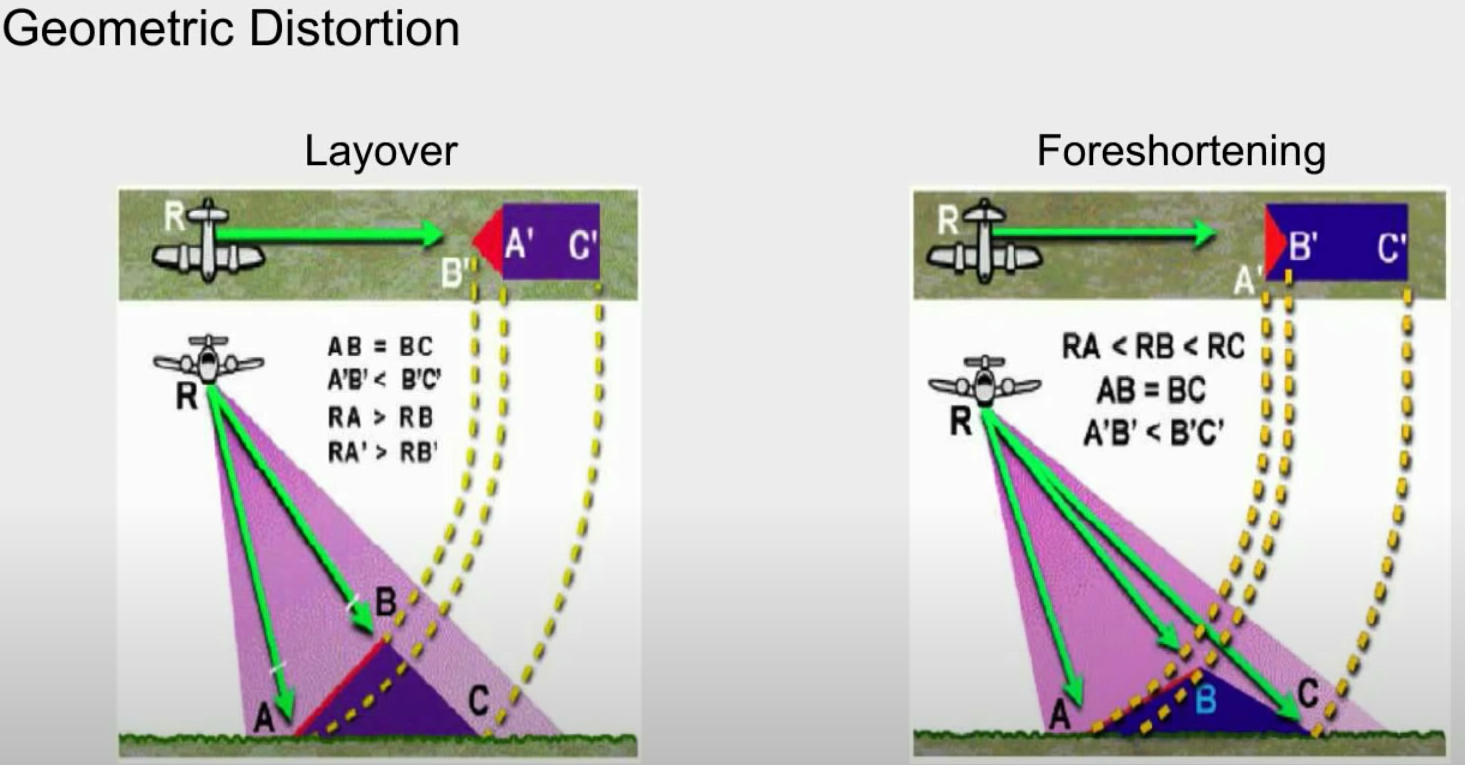 Geometric Distortion
Layover
Foreshortening
R
A'
C'
B'
AB = BC
A'B' < B'C'
RA > RB
RA' > RB'
R
B
A
C
R
B'
C'
A'
RA < RB < RC
AB = BC
A'B' < B'C'
R
A
B
C